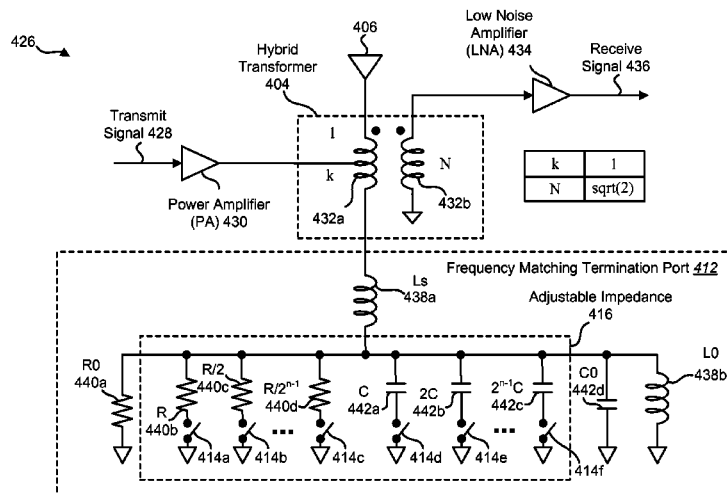 426
406
Hybrid
Transformer
404
Low Noise
Amplifier
(LNA) 434
Receive
Signal 436
Transmit
Signal 428
1
k
N
432a
432b
Power Amplifier
(PA) 430
k 1
N sqrt(2)
Frequency Matching Termination Port 412
Ls
438a
Adjustable Impedance
416
L0
438b
R0
440a
R
440b
R/2
440c
R/2^{n-1}
440d
C
442a
2C
442b
2^{n-1}C
442c
C0
442d
414a
414b
414c
414d
414e
414f